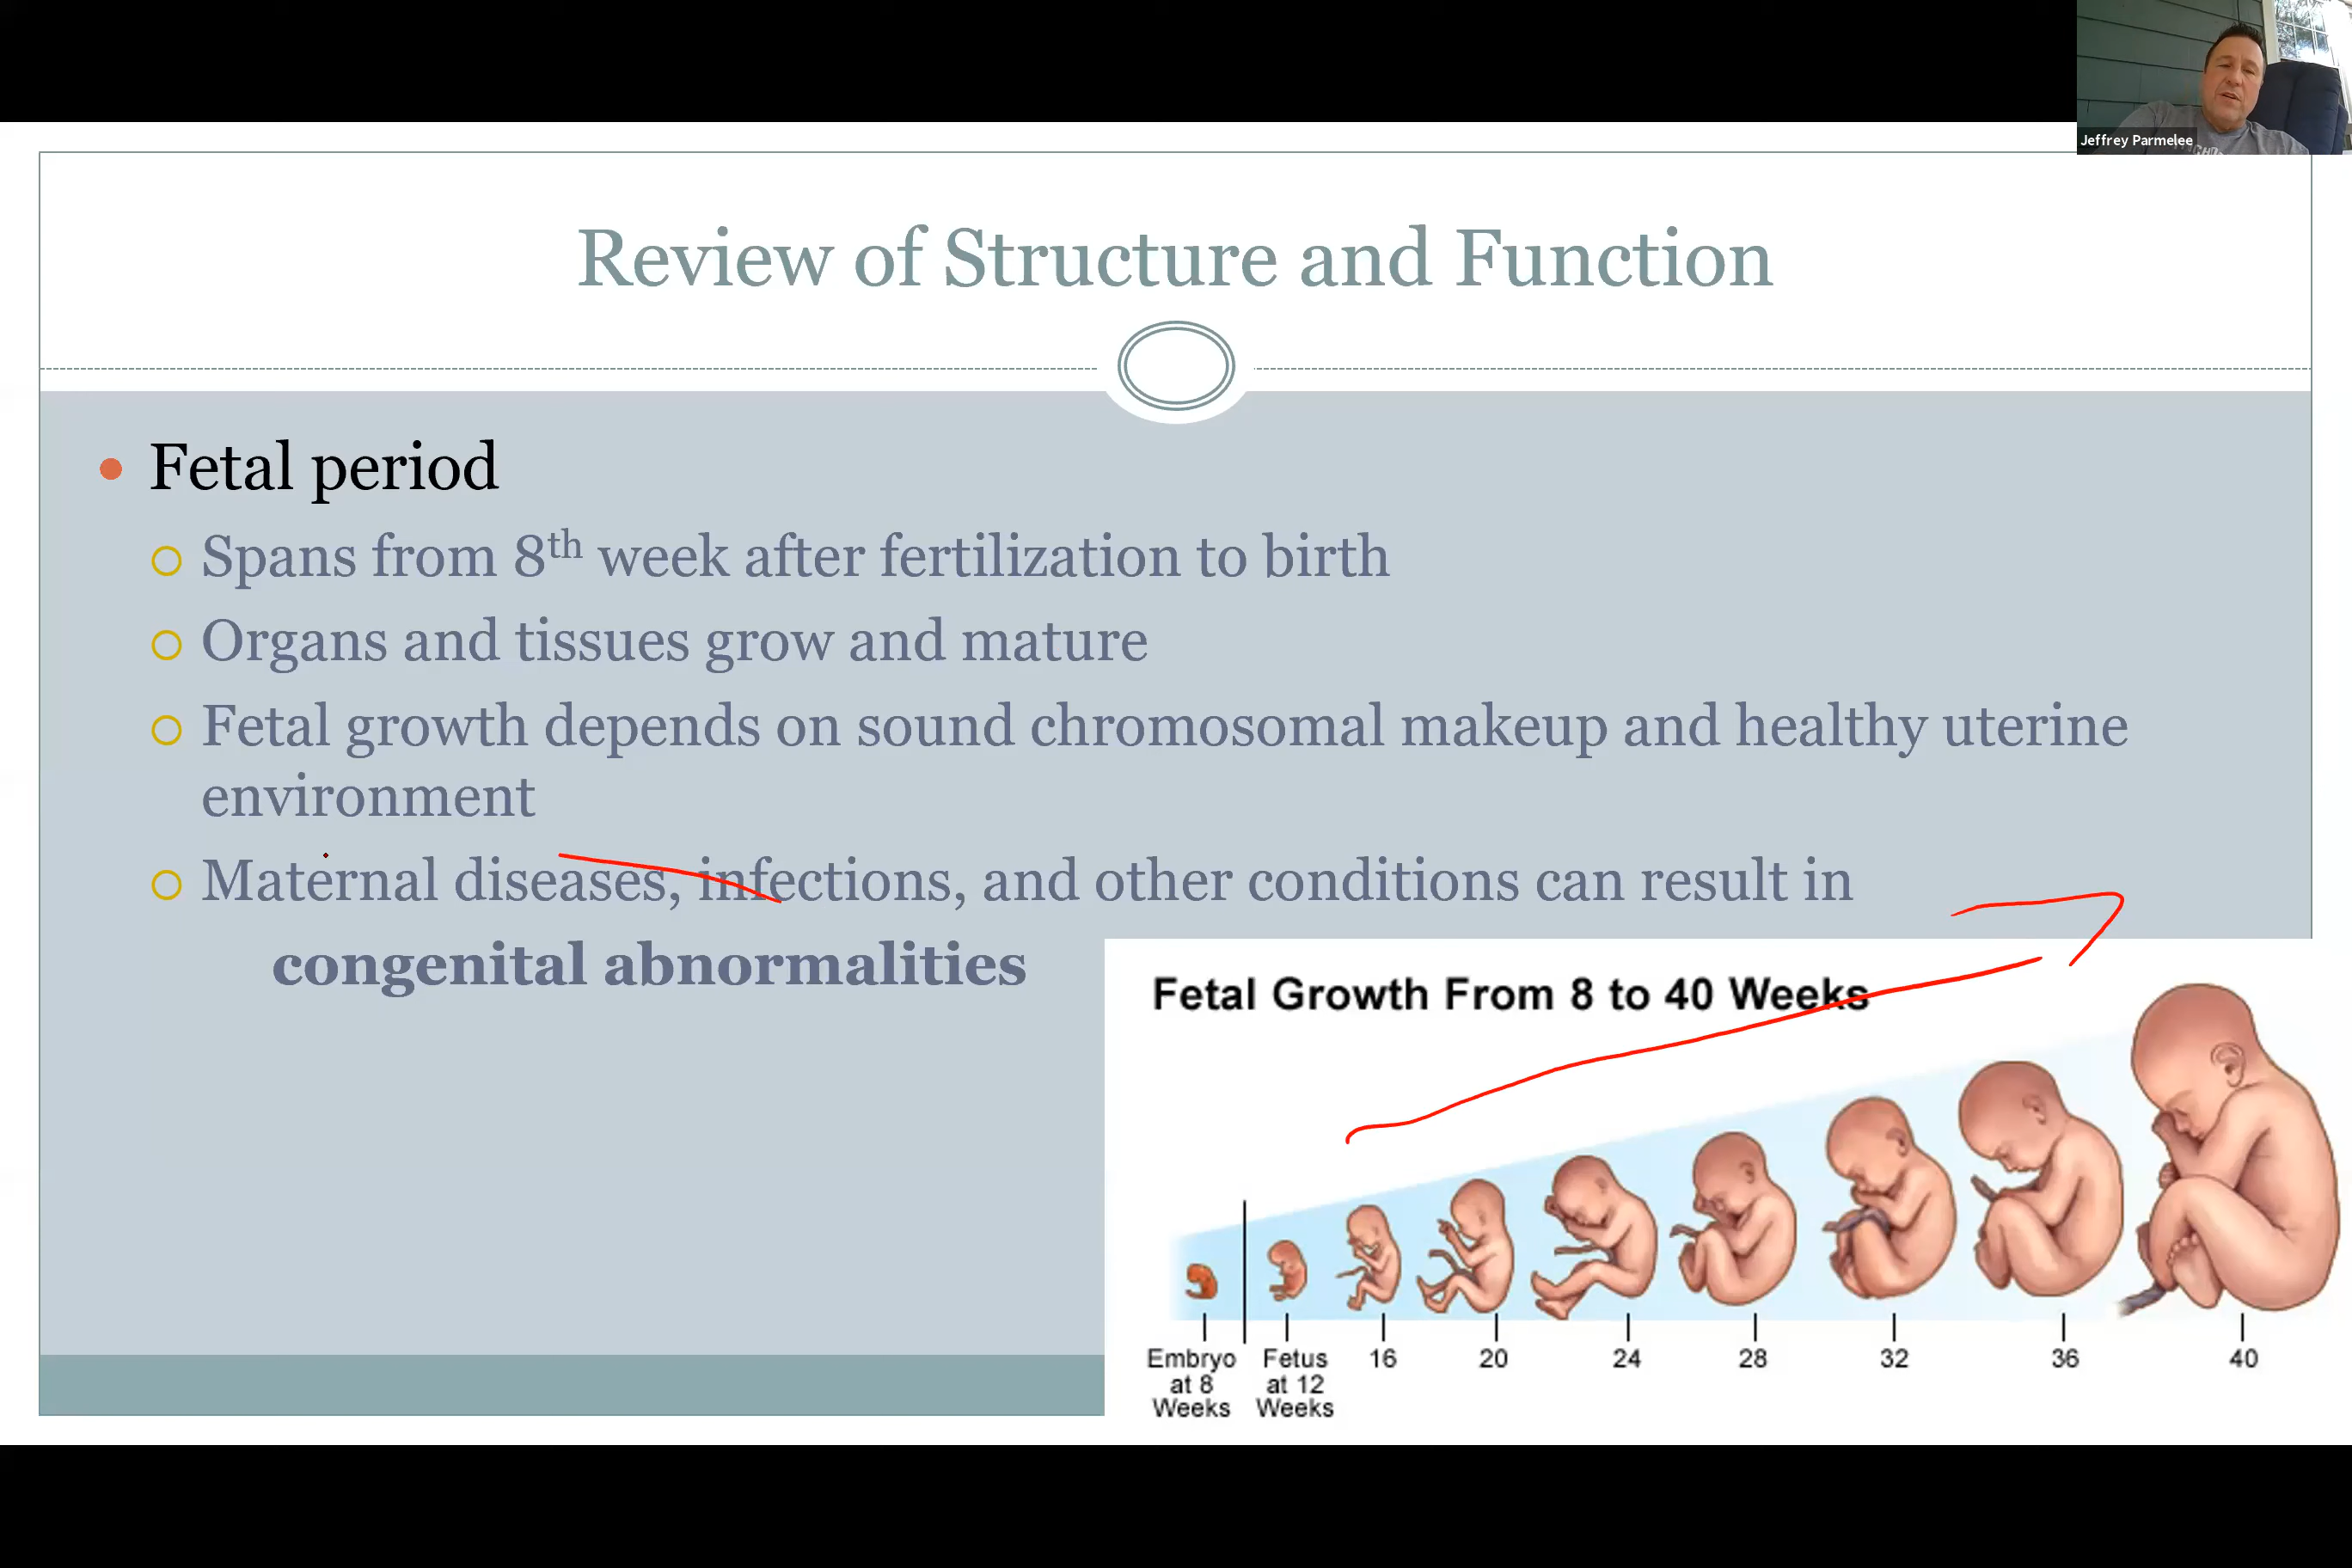 Jeffrey Parmelee
Review of Structure and Function
Fetal period
Spans from 8th week after fertilization to birth
Organs and tissues grow and mature
Fetal growth depends on sound chromosomal makeup and healthy uterine
environment
Maternal diseases, infections, and other conditions can result in
congenital abnormalities
Fetal Growth From 8 to 40 Weeks
Embryo at 8 Weeks
Fetus at 12 Weeks
16
20
24
28
32
36
40